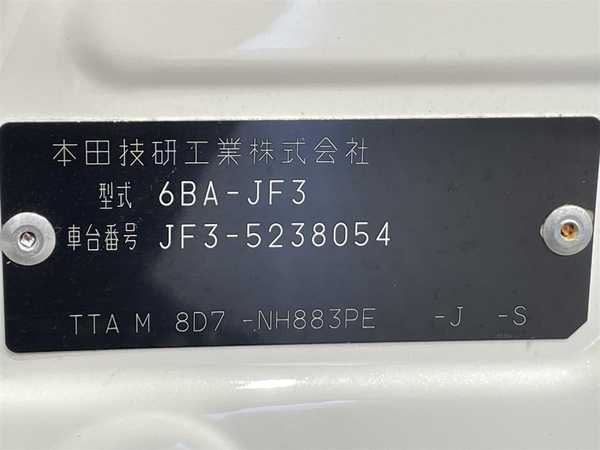 本田技研工業株式会社
型式 6BA-JF3
車台番号 JF3-5238054
TTA M 8D7 -NH883PE -J -S